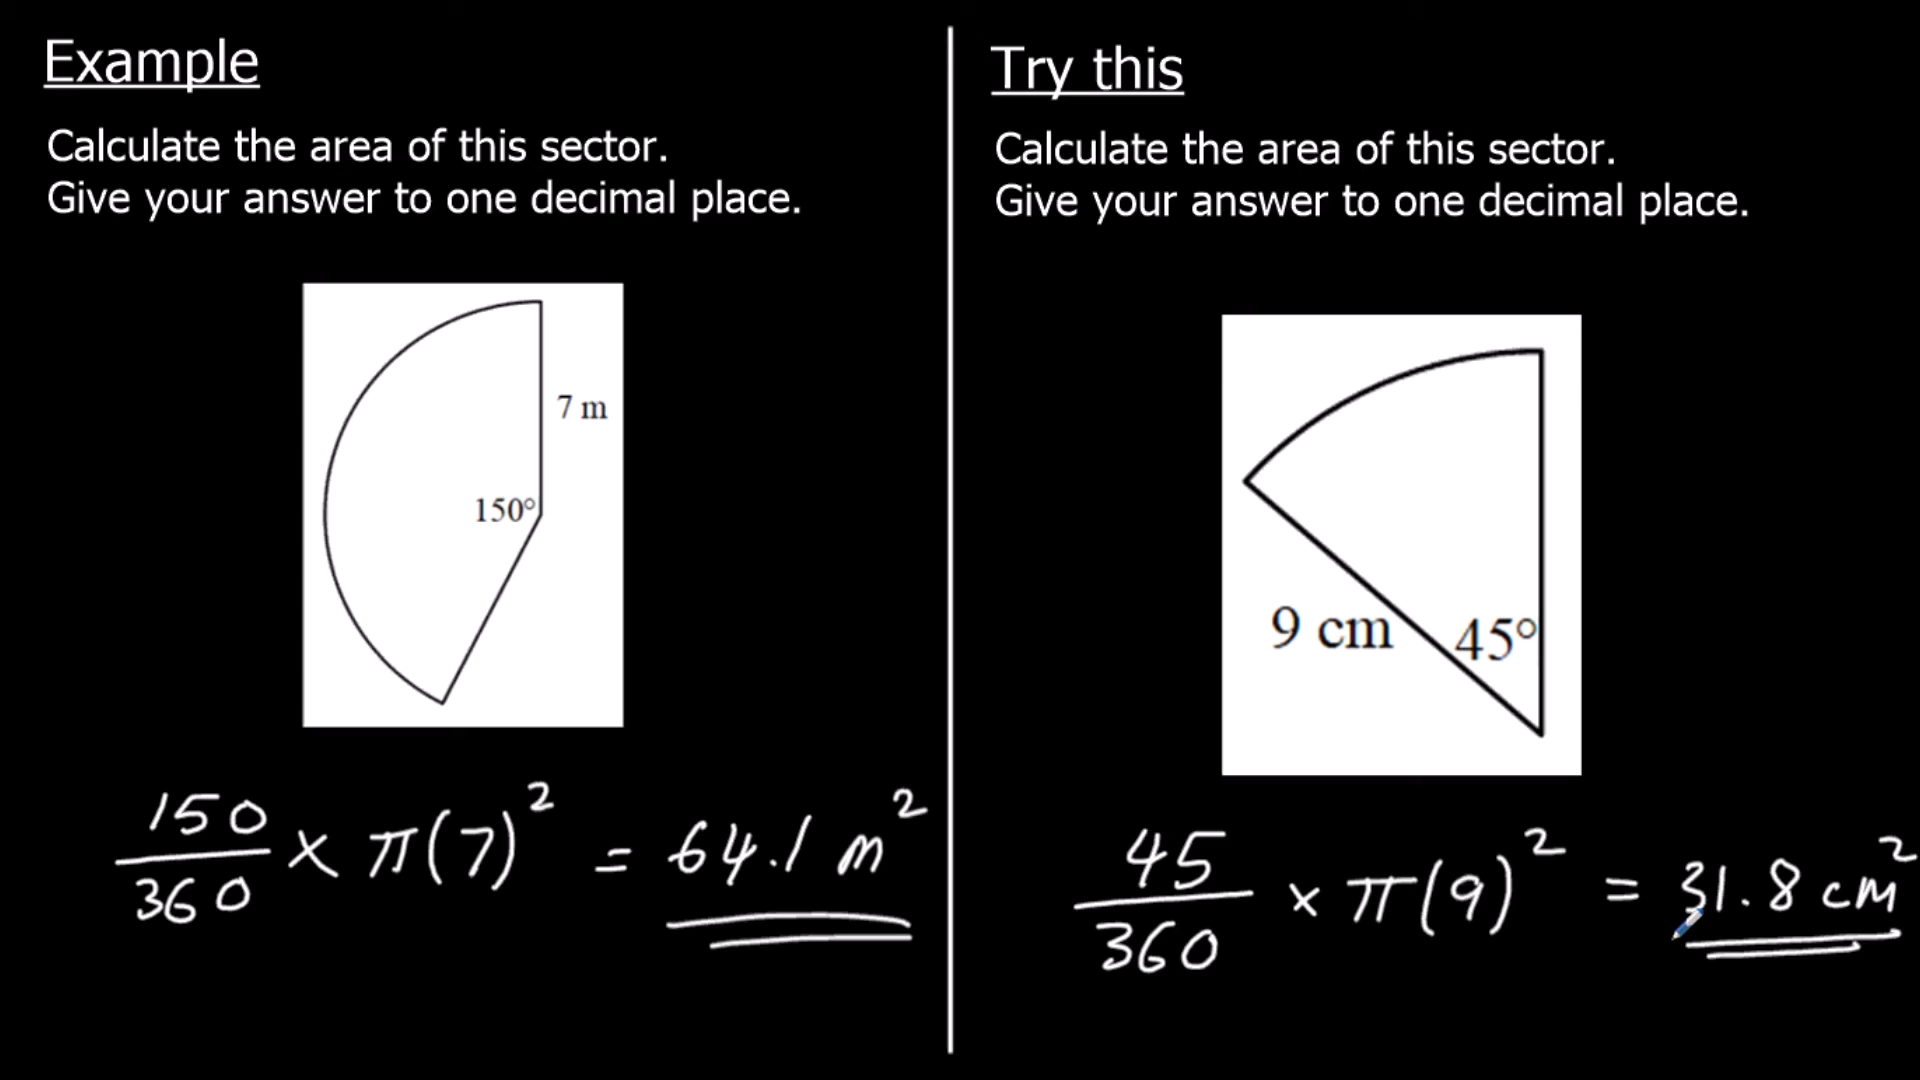 Example
Calculate the area of this sector.
Give your answer to one decimal place.
7 m
150°
150/360 × π(7)² = 64.1 m²
Try this
Calculate the area of this sector.
Give your answer to one decimal place.
9 cm
45°
45/360 × π(9)² = 31.8 cm²